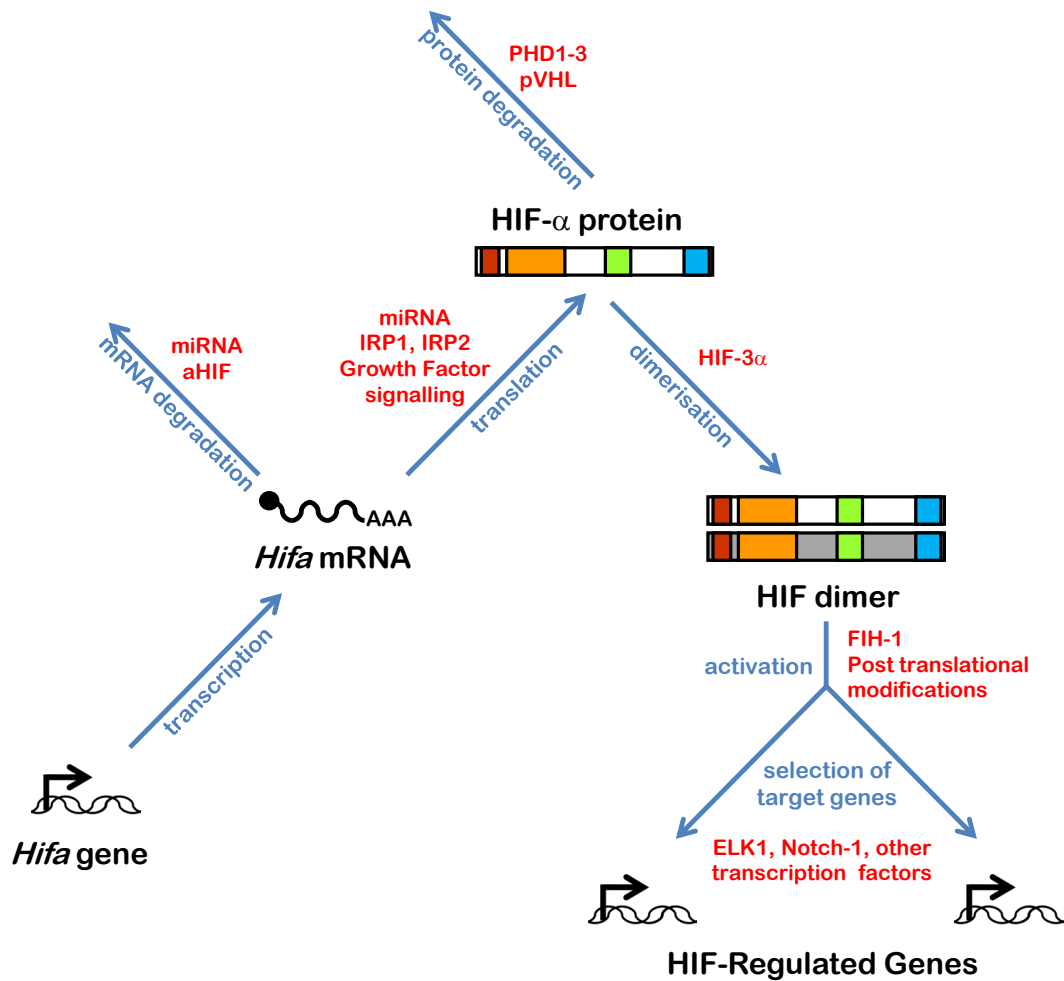 protein degradation
PHD1-3
pVHL
HIF-α protein
mRNA degradation
miRNA
aHIF
miRNA
IRP1, IRP2
Growth Factor
signalling
translation
dimerisation
HIF-3α
AAA
Hifa mRNA
HIF dimer
transcription
activation
FIH-1
Post translational
modifications
selection of
target genes
Hifa gene
ELK1, Notch-1, other
transcription factors
HIF-Regulated Genes